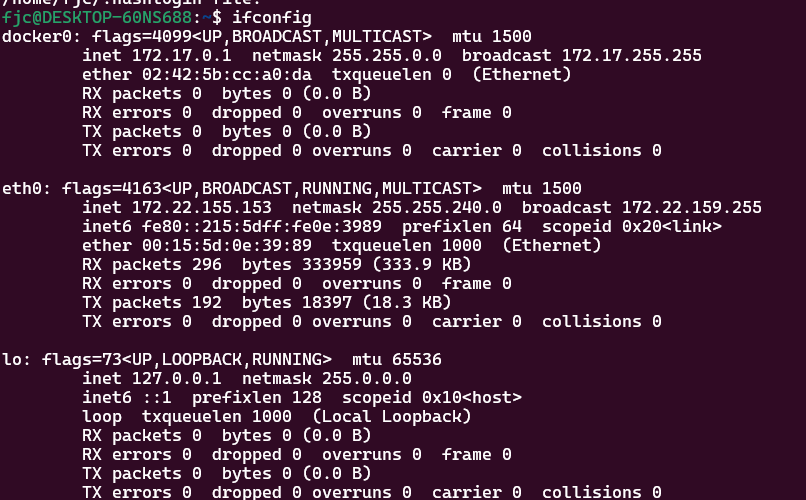 /home/fjc/.hushlogin file.
fjc@DESKTOP-60NS688:~$ ifconfig
docker0: flags=4099<UP,BROADCAST,MULTICAST>  mtu 1500
        inet 172.17.0.1  netmask 255.255.0.0  broadcast 172.17.255.255
        ether 02:42:5b:cc:a0:da  txqueuelen 0  (Ethernet)
        RX packets 0  bytes 0 (0.0 B)
        RX errors 0  dropped 0  overruns 0  frame 0
        TX packets 0  bytes 0 (0.0 B)
        TX errors 0  dropped 0 overruns 0  carrier 0  collisions 0

eth0: flags=4163<UP,BROADCAST,RUNNING,MULTICAST>  mtu 1500
        inet 172.22.155.153  netmask 255.255.240.0  broadcast 172.22.159.255
        inet6 fe80::215:5dff:fe0e:3989  prefixlen 64  scopeid 0x20<link>
        ether 00:15:5d:0e:39:89  txqueuelen 1000  (Ethernet)
        RX packets 296  bytes 333959 (333.9 KB)
        RX errors 0  dropped 0  overruns 0  frame 0
        TX packets 192  bytes 18397 (18.3 KB)
        TX errors 0  dropped 0 overruns 0  carrier 0  collisions 0

lo: flags=73<UP,LOOPBACK,RUNNING>  mtu 65536
        inet 127.0.0.1  netmask 255.0.0.0
        inet6 ::1  prefixlen 128  scopeid 0x10<host>
        loop  txqueuelen 1000  (Local Loopback)
        RX packets 0  bytes 0 (0.0 B)
        RX errors 0  dropped 0  overruns 0  frame 0
        TX packets 0  bytes 0 (0.0 B)
        TX errors 0  dropped 0 overruns 0  carrier 0  collisions 0